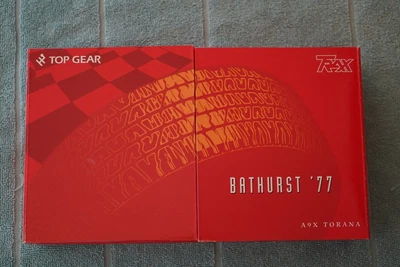 TOP GEAR
TRAX
BATHURST '77
A9X TORANA